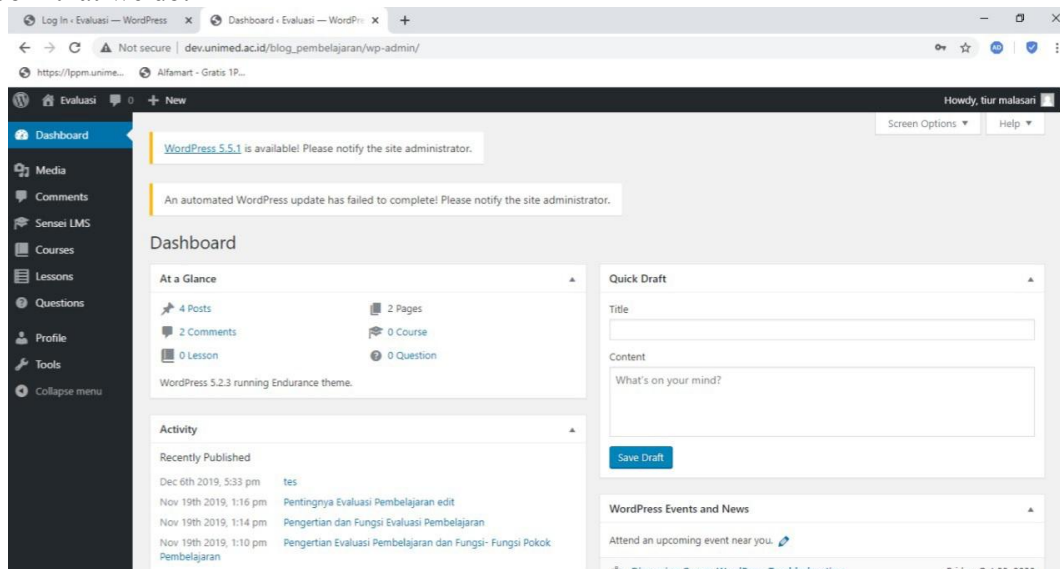 Log In ‹ Evaluasi — WordPress
Dashboard ‹ Evaluasi — WordPr
Not secure | dev.unimed.ac.id/blog_pembelajaran/wp-admin/
https://lppm.unime...
Alfamart - Gratis 1P...
Evaluasi 0 + New
Howdy, tiur malasari
Screen Options
Help
Dashboard
Media
Comments
Sensei LMS
Courses
Lessons
Questions
Profile
Tools
Collapse menu
WordPress 5.5.1 is available! Please notify the site administrator.
An automated WordPress update has failed to complete! Please notify the site administrator.
Dashboard
At a Glance
4 Posts
2 Pages
2 Comments
0 Course
0 Lesson
0 Question
WordPress 5.2.3 running Endurance theme.
Activity
Recently Published
Dec 6th 2019, 5:33 pm tes
Nov 19th 2019, 1:16 pm Pentingnya Evaluasi Pembelajaran edit
Nov 19th 2019, 1:14 pm Pengertian dan Fungsi Evaluasi Pembelajaran
Nov 19th 2019, 1:10 pm Pengertian Evaluasi Pembelajaran dan Fungsi- Fungsi Pokok
Pembelajaran
Quick Draft
Title
Content
What's on your mind?
Save Draft
WordPress Events and News
Attend an upcoming event near you.